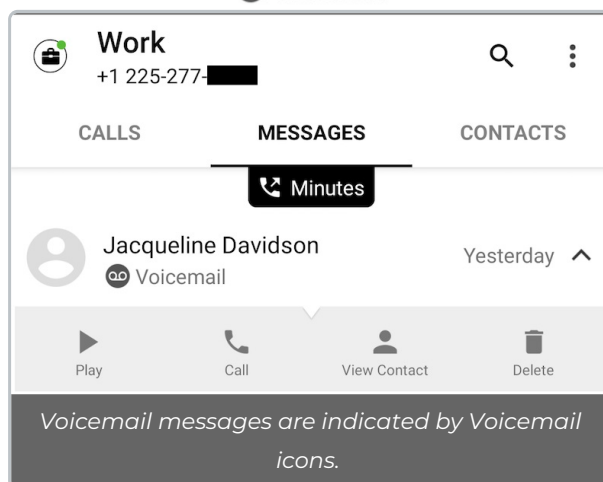 Work
+1 225-277-
CALLS MESSAGES CONTACTS
Minutes
Jacqueline Davidson
Voicemail
Yesterday
Play Call View Contact Delete
Voicemail messages are indicated by Voicemail
icons.